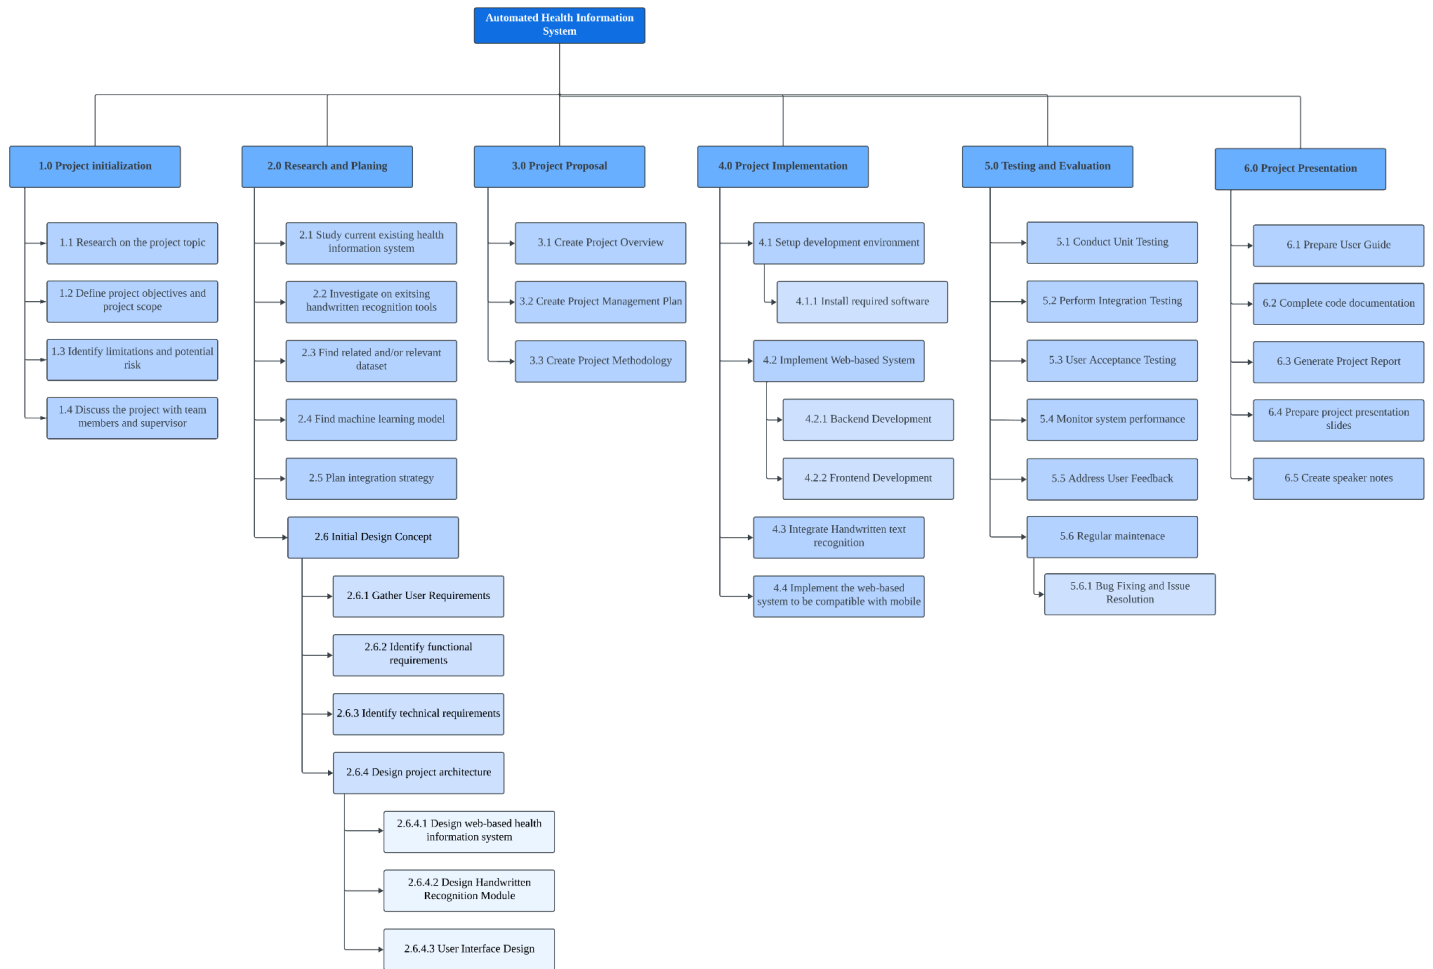 Automated Health Information
System
1.0 Project initialization
1.1 Research on the project topic
1.2 Define project objectives and
project scope
1.3 Identify limitations and potential
risk
1.4 Discuss the project with team
members and supervisor
2.0 Research and Planing
2.1 Study current existing health
information system
2.2 Investigate on exitsing
handwritten recognition tools
2.3 Find related and/or relevant
dataset
2.4 Find machine learning model
2.5 Plan integration strategy
2.6 Initial Design Concept
2.6.1 Gather User Requirements
2.6.2 Identify functional
requirements
2.6.3 Identify technical requirements
2.6.4 Design project architecture
2.6.4.1 Design web-based health
information system
2.6.4.2 Design Handwritten
Recognition Module
2.6.4.3 User Interface Design
3.0 Project Proposal
3.1 Create Project Overview
3.2 Create Project Management Plan
3.3 Create Project Methodology
4.0 Project Implementation
4.1 Setup development environment
4.1.1 Install required software
4.2 Implement Web-based System
4.2.1 Backend Development
4.2.2 Frontend Development
4.3 Integrate Handwritten text
recognition
4.4 Implement the web-based
system to be compatible with mobile
5.0 Testing and Evaluation
5.1 Conduct Unit Testing
5.2 Perform Integration Testing
5.3 User Acceptance Testing
5.4 Monitor system performance
5.5 Address User Feedback
5.6 Regular maintenace
5.6.1 Bug Fixing and Issue
Resolution
6.0 Project Presentation
6.1 Prepare User Guide
6.2 Complete code documentation
6.3 Generate Project Report
6.4 Prepare project presentation
slides
6.5 Create speaker notes